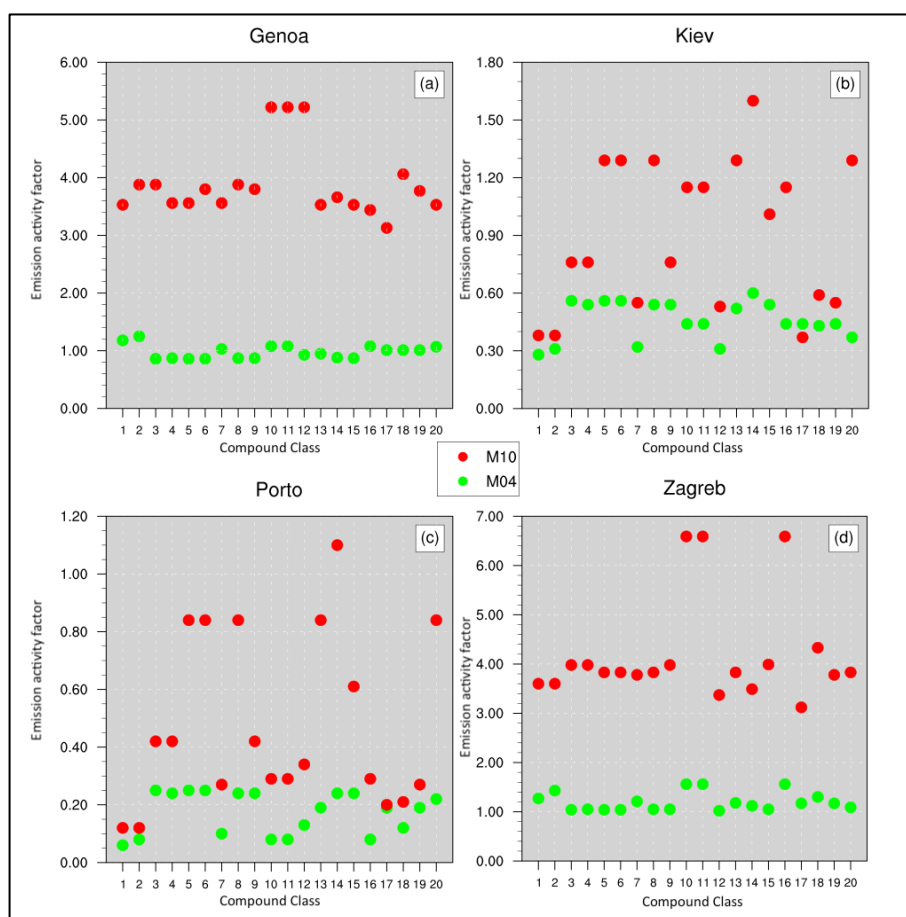 Genoa
(a)
6.00
5.00
4.00
3.00
2.00
1.00
0.00
Emission activity factor
1 2 3 4 5 6 7 8 9 10 11 12 13 14 15 16 17 18 19 20
Compound Class
Kiev
(b)
1.80
1.50
1.20
0.90
0.60
0.30
0.00
Emission activity factor
1 2 3 4 5 6 7 8 9 10 11 12 13 14 15 16 17 18 19 20
Compound Class
M10
M04
Porto
(c)
1.20
1.00
0.80
0.60
0.40
0.20
0.00
Emission activity factor
1 2 3 4 5 6 7 8 9 10 11 12 13 14 15 16 17 18 19 20
Compound Class
Zagreb
(d)
7.00
6.00
5.00
4.00
3.00
2.00
1.00
0.00
Emission activity factor
1 2 3 4 5 6 7 8 9 10 11 12 13 14 15 16 17 18 19 20
Compound Class